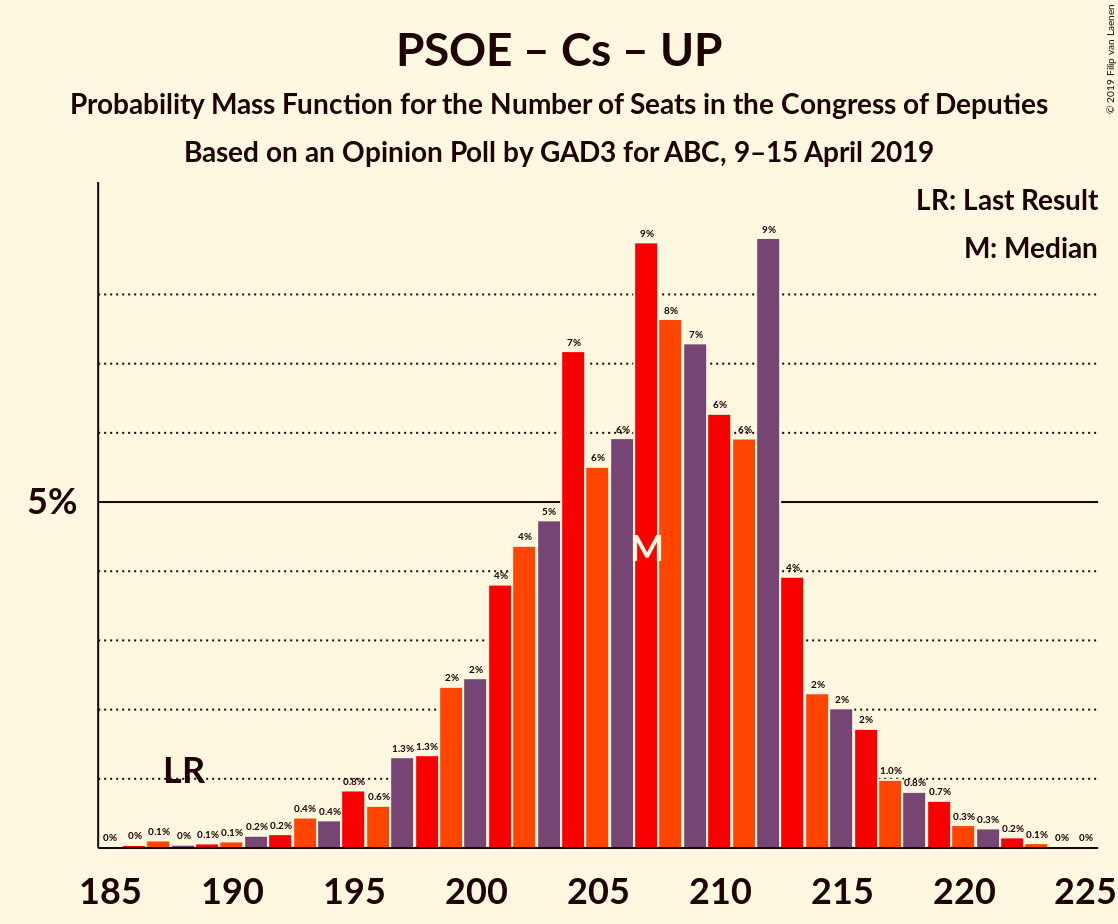 PSOE – Cs – UP
Probability Mass Function for the Number of Seats in the Congress of Deputies
Based on an Opinion Poll by GAD3 for ABC, 9–15 April 2019
© 2019 Filip van Laenen
LR: Last Result
M: Median
5%
LR
M
0% 0% 0.1% 0% 0.1% 0.1% 0.2% 0.2% 0.4% 0.4% 0.8% 0.6% 1.3% 1.3% 2% 2% 4% 4% 5% 7% 6% 6% 9% 8% 7% 6% 6% 9% 4% 2% 2% 2% 1.0% 0.8% 0.7% 0.3% 0.3% 0.2% 0.1% 0% 0%
185 190 195 200 205 210 215 220 225